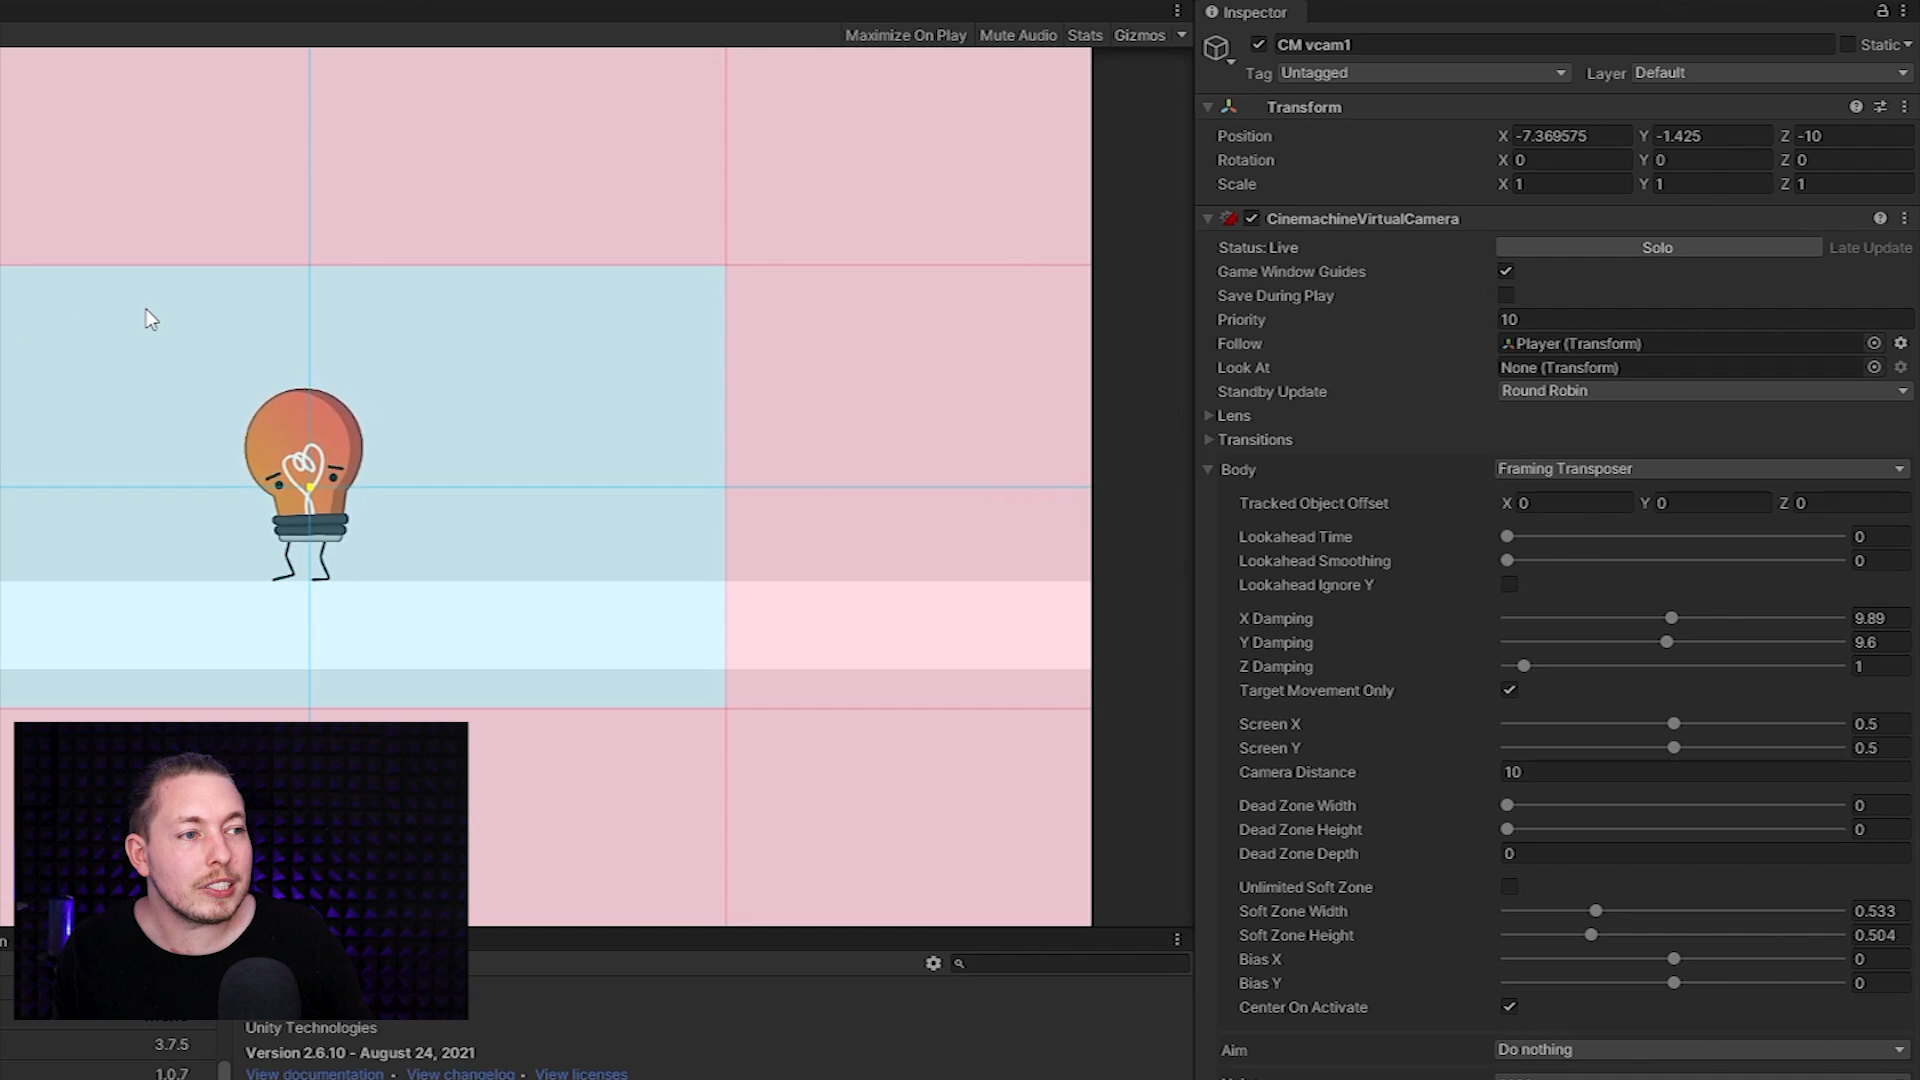 Maximize On Play Mute Audio Stats Gizmos
Inspector
CM vcam1 Static
Tag Untagged Layer Default
Transform
Position X -7.369575 Y -1.425 Z -10
Rotation X 0 Y 0 Z 0
Scale X 1 Y 1 Z 1
CinemachineVirtualCamera
Status: Live Solo Late Update
Game Window Guides
Save During Play
Priority 10
Follow Player (Transform)
Look At None (Transform)
Standby Update Round Robin
Lens
Transitions
Body Framing Transposer
Tracked Object Offset X 0 Y 0 Z 0
Lookahead Time 0
Lookahead Smoothing 0
Lookahead Ignore Y
X Damping 9.89
Y Damping 9.6
Z Damping 1
Target Movement Only
Screen X 0.5
Screen Y 0.5
Camera Distance 10
Dead Zone Width 0
Dead Zone Height 0
Dead Zone Depth 0
Unlimited Soft Zone
Soft Zone Width 0.533
Soft Zone Height 0.504
Bias X 0
Bias Y 0
Center On Activate
Aim Do nothing
3.7.5
1.0.7
Unity Technologies
Version 2.6.10 - August 24, 2021
View documentation • View changelog • View licenses